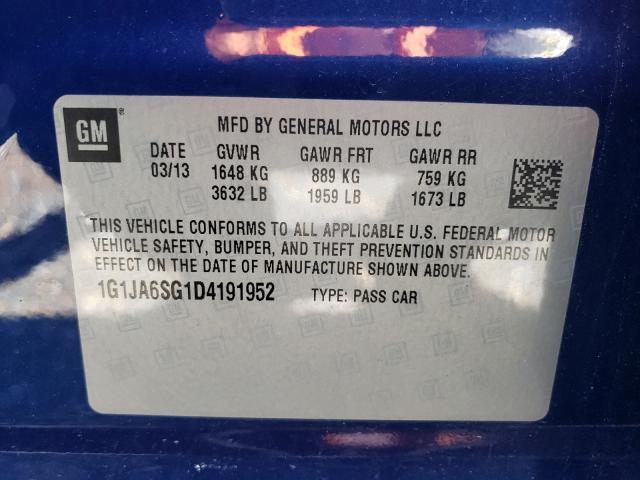 GM
MFD BY GENERAL MOTORS LLC
DATE GVWR GAWR FRT GAWR RR
03/13 1648 KG 889 KG 759 KG
3632 LB 1959 LB 1673 LB
THIS VEHICLE CONFORMS TO ALL APPLICABLE U.S. FEDERAL MOTOR
VEHICLE SAFETY, BUMPER, AND THEFT PREVENTION STANDARDS IN
EFFECT ON THE DATE OF MANUFACTURE SHOWN ABOVE.
1G1JA6SG1D4191952 TYPE: PASS CAR